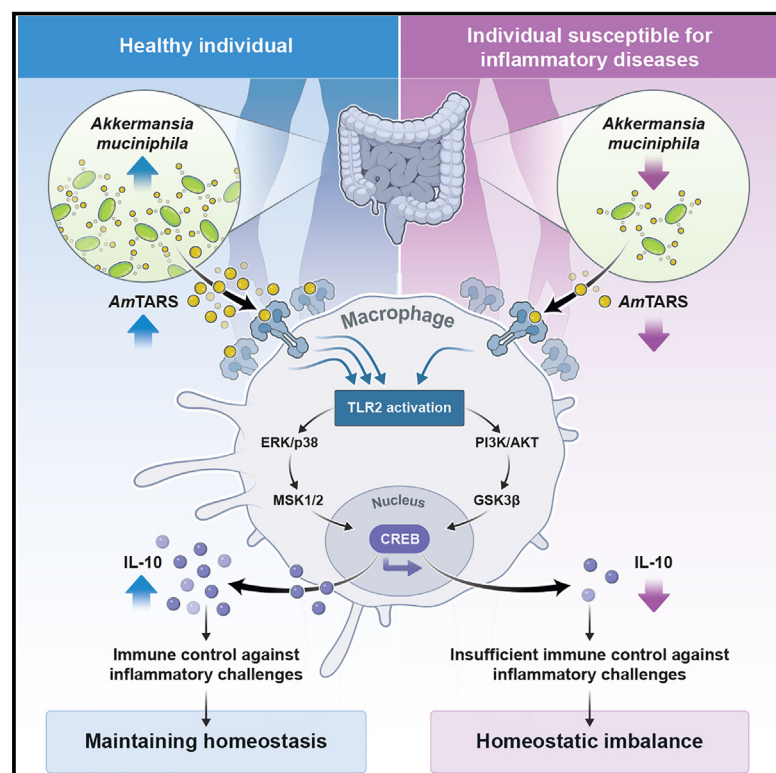 Healthy individual
Individual susceptible for
inflammatory diseases
Akkermansia
muciniphila
Akkermansia
muciniphila
AmTARS
AmTARS
Macrophage
TLR2 activation
ERK/p38
PI3K/AKT
MSK1/2
GSK3β
Nucleus
CREB
IL-10
IL-10
Immune control against
inflammatory challenges
Insufficient immune control against
inflammatory challenges
Maintaining homeostasis
Homeostatic imbalance